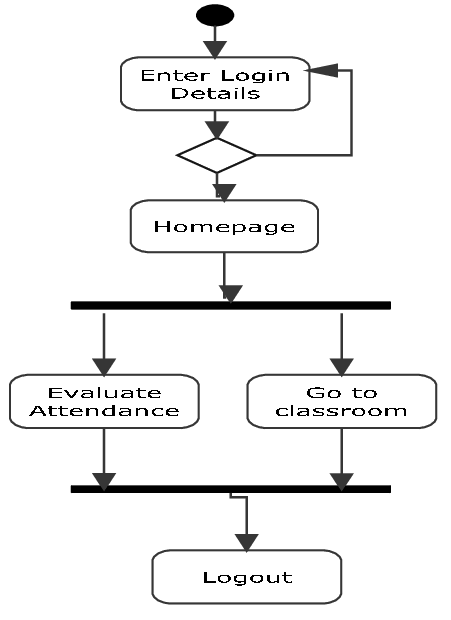 Enter Login
Details
Homepage
Evaluate
Attendance
Go to
classroom
Logout